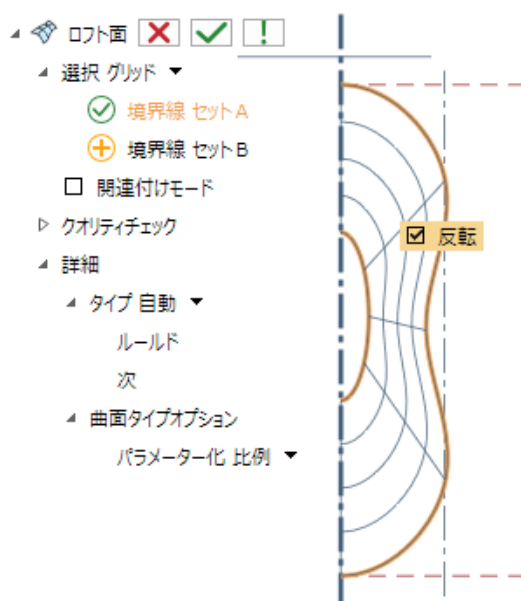 ロフト面
選択 グリッド
境界線 セットA
境界線 セットB
関連付けモード
反転
クオリティチェック
詳細
タイプ 自動
ルールド
次
曲面タイプオプション
パラメーター化 比例